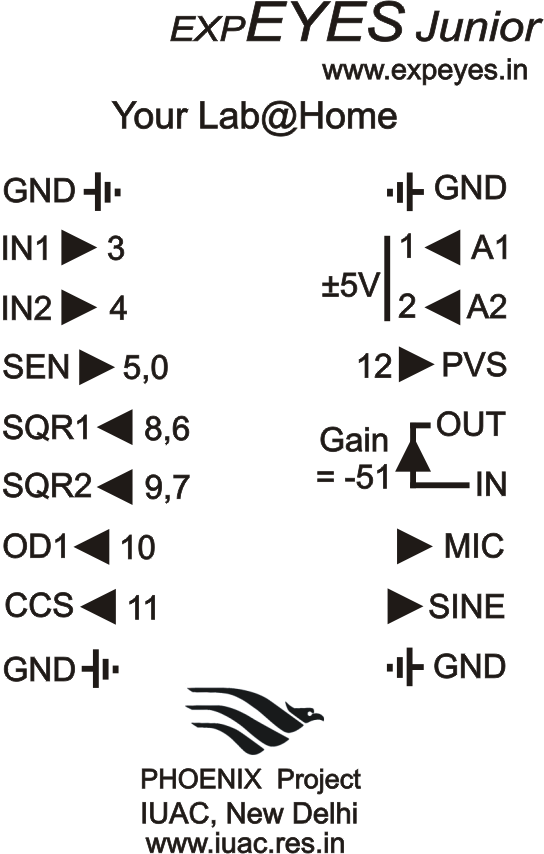 EXPEYES Junior
www.expeyes.in
Your Lab@Home
GND GND
IN1 3 1 A1
±5V
IN2 4 2 A2
SEN 5,0 12 PVS
SQR1 8,6 Gain OUT
SQR2 9,7 = -51 IN
OD1 10 MIC
CCS 11 SINE
GND GND
PHOENIX Project
IUAC, New Delhi
www.iuac.res.in